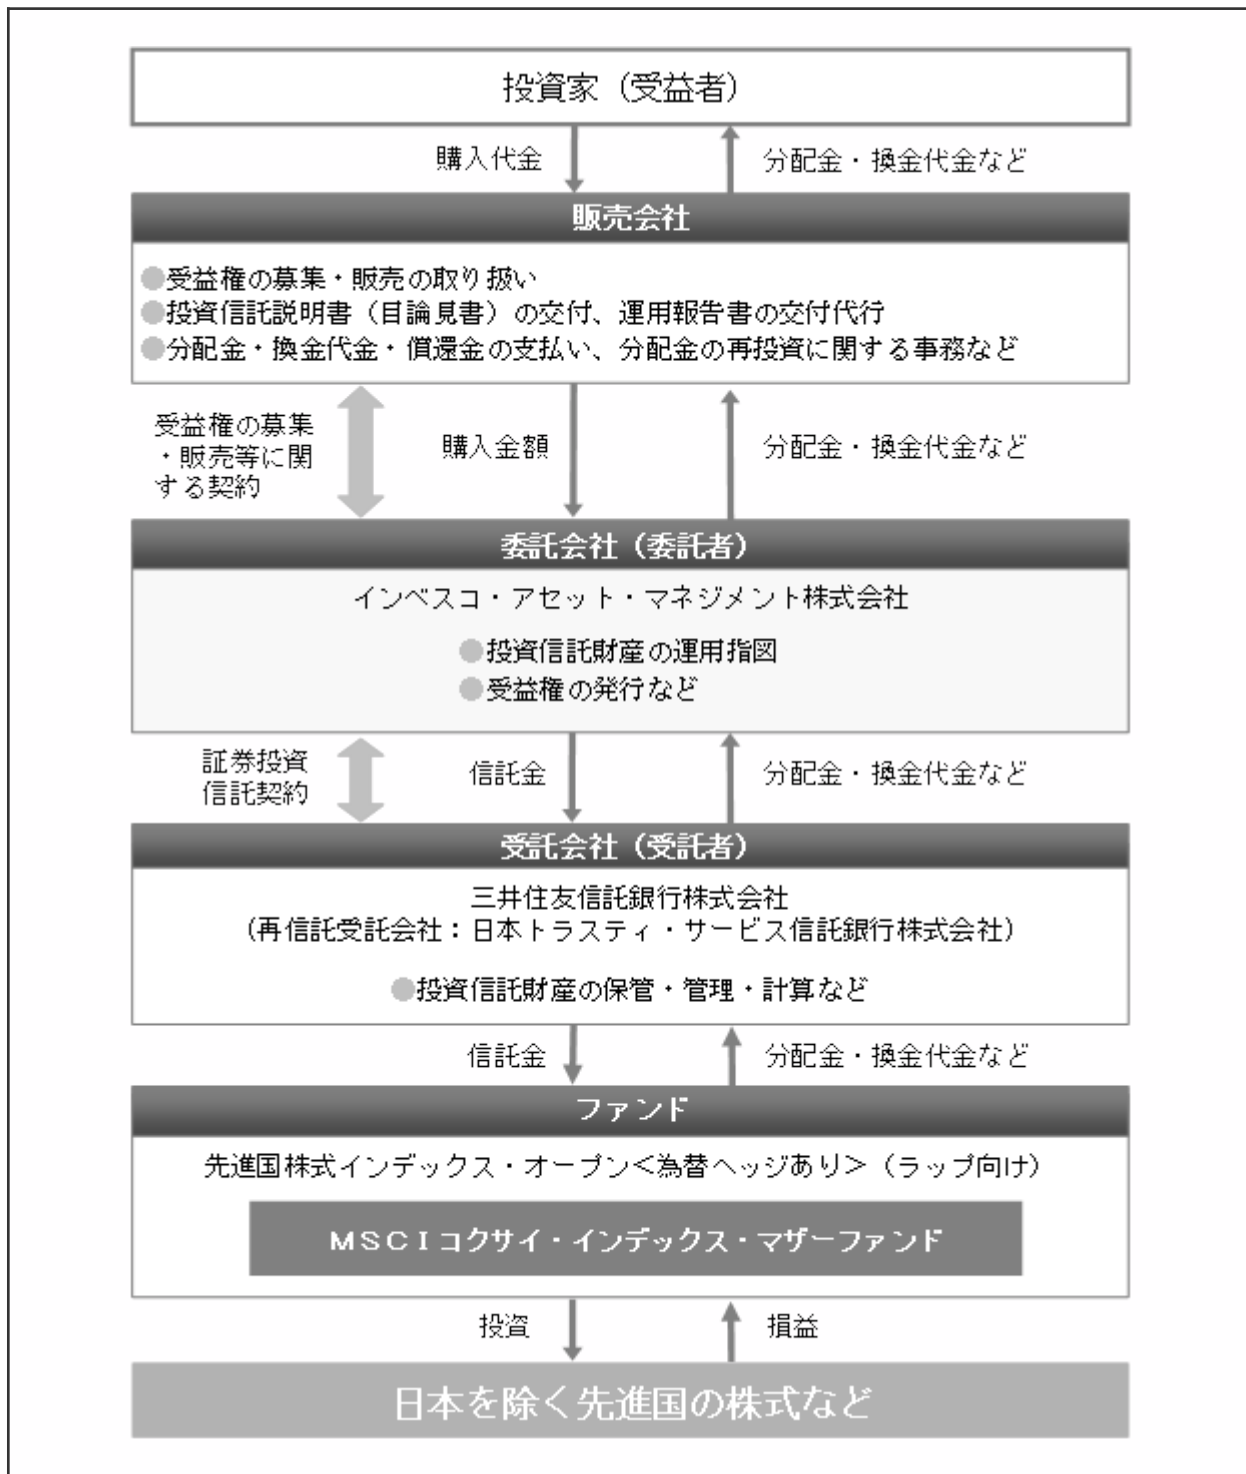 投資家（受益者）
購入代金
分配金・換金代金など
販売会社
●受益権の募集・販売の取り扱い
●投資信託説明書（目論見書）の交付、運用報告書の交付代行
●分配金・換金代金・償還金の支払い、分配金の再投資に関する事務など
受益権の募集
・販売等に関
する契約
購入金額
分配金・換金代金など
委託会社（委託者）
インベスコ・アセット・マネジメント株式会社
●投資信託財産の運用指図
●受益権の発行など
証券投資
信託契約
信託金
分配金・換金代金など
受託会社（受託者）
三井住友信託銀行株式会社
（再信託受託会社：日本トラスティ・サービス信託銀行株式会社）
●投資信託財産の保管・管理・計算など
信託金
分配金・換金代金など
ファンド
先進国株式インデックス・オープン＜為替ヘッジあり＞（ラップ向け）
ＭＳＣＩコクサイ・インデックス・マザーファンド
投資
損益
日本を除く先進国の株式など